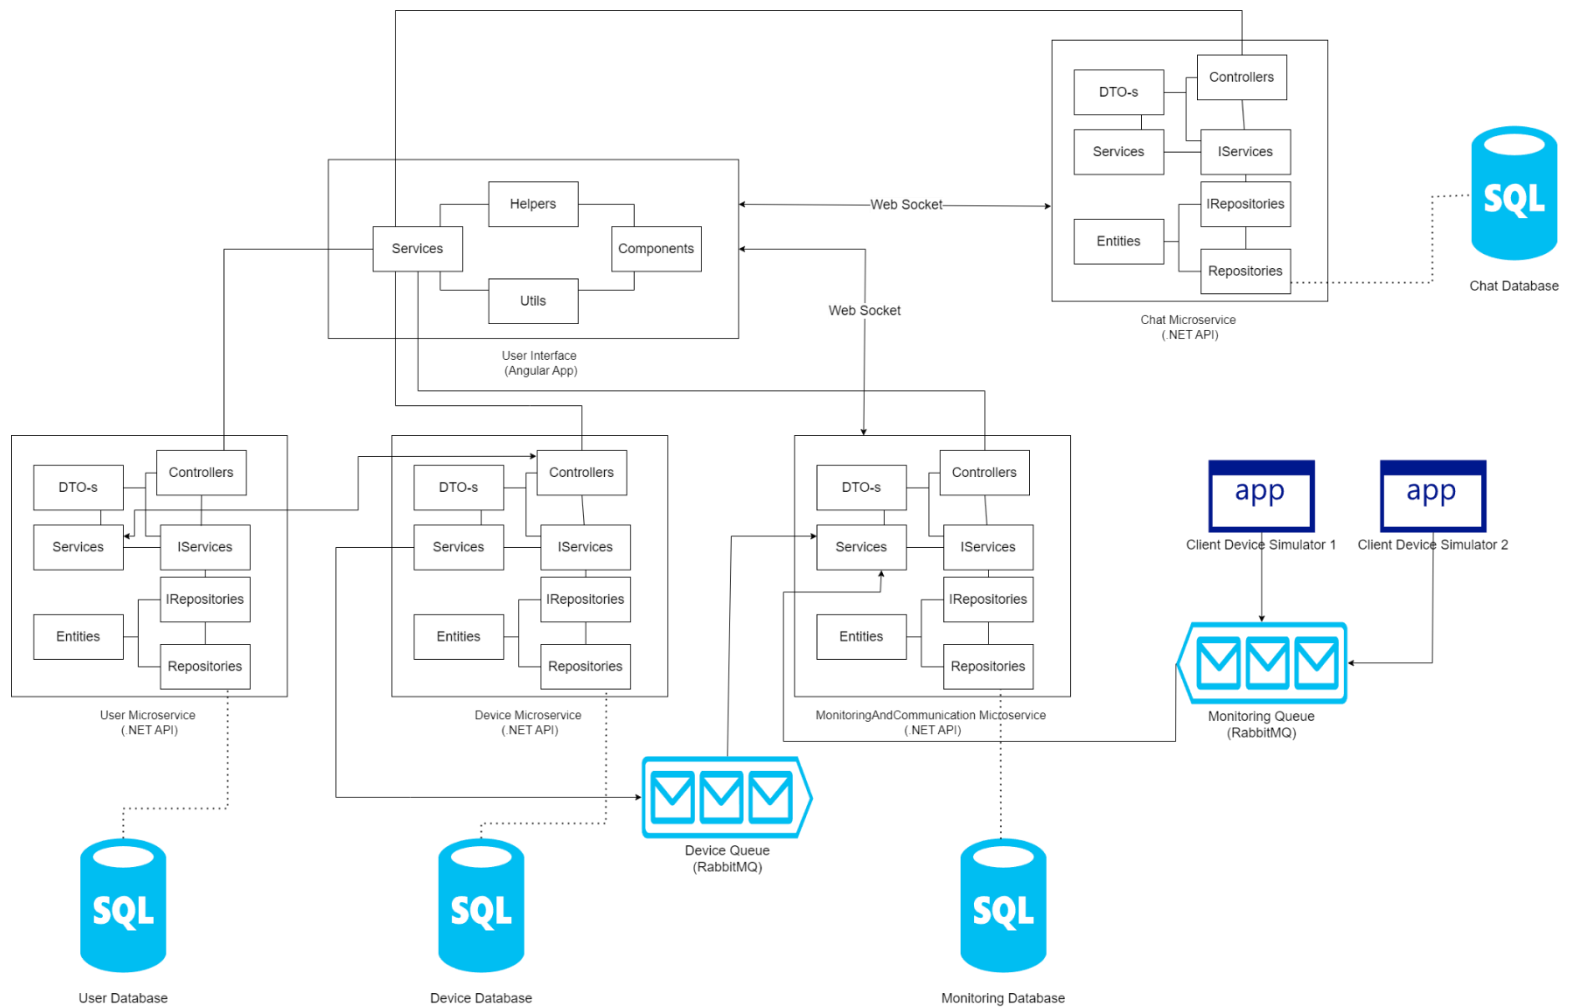 Controllers
DTO-s
Services
IServices
IRepositories
Entities
Repositories
Chat Microservice
(.NET API)
SQL
Chat Database
Web Socket
Helpers
Services
Components
Utils
User Interface
(Angular App)
Web Socket
Controllers
DTO-s
Services
IServices
IRepositories
Entities
Repositories
User Microservice
(.NET API)
Controllers
DTO-s
Services
IServices
IRepositories
Entities
Repositories
Device Microservice
(.NET API)
Controllers
DTO-s
Services
IServices
IRepositories
Entities
Repositories
MonitoringAndCommunication Microservice
(.NET API)
app
Client Device Simulator 1
app
Client Device Simulator 2
Monitoring Queue
(RabbitMQ)
Device Queue
(RabbitMQ)
SQL
User Database
SQL
Device Database
SQL
Monitoring Database